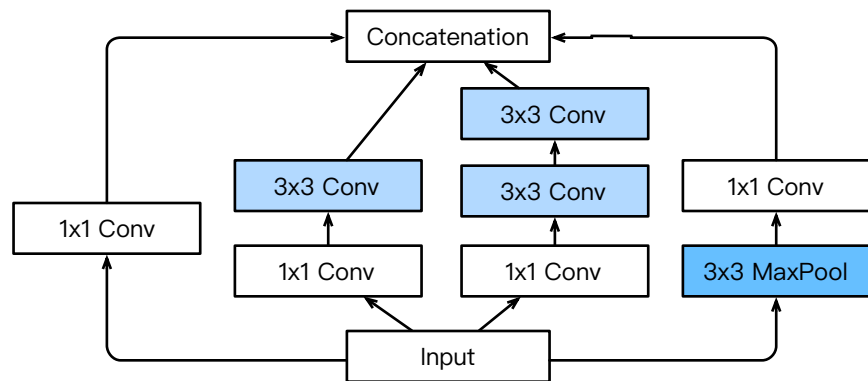 Concatenation
3x3 Conv
3x3 Conv
3x3 Conv
1x1 Conv
1x1 Conv
1x1 Conv
1x1 Conv
3x3 MaxPool
Input